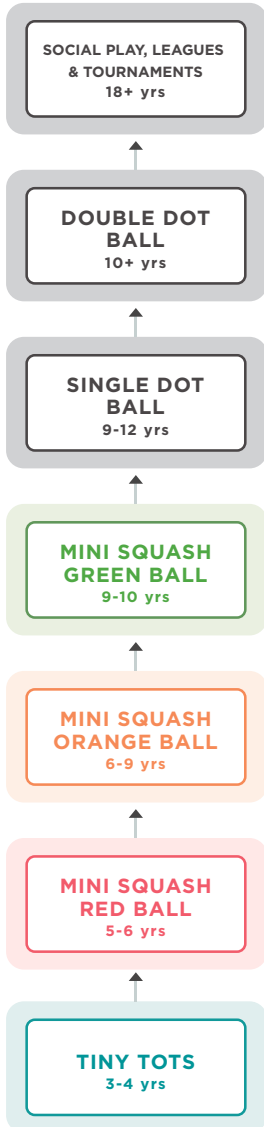 SOCIAL PLAY, LEAGUES
& TOURNAMENTS
18+ yrs
DOUBLE DOT
BALL
10+ yrs
SINGLE DOT
BALL
9-12 yrs
MINI SQUASH
GREEN BALL
9-10 yrs
MINI SQUASH
ORANGE BALL
6-9 yrs
MINI SQUASH
RED BALL
5-6 yrs
TINY TOTS
3-4 yrs